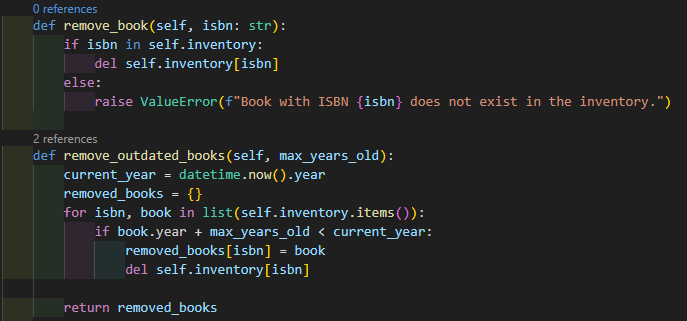 0 references
def remove_book(self, isbn: str):
    if isbn in self.inventory:
        del self.inventory[isbn]
    else:
        raise ValueError(f"Book with ISBN {isbn} does not exist in the inventory.")
2 references
def remove_outdated_books(self, max_years_old):
    current_year = datetime.now().year
    removed_books = {}
    for isbn, book in list(self.inventory.items()):
        if book.year + max_years_old < current_year:
            removed_books[isbn] = book
            del self.inventory[isbn]
    return removed_books